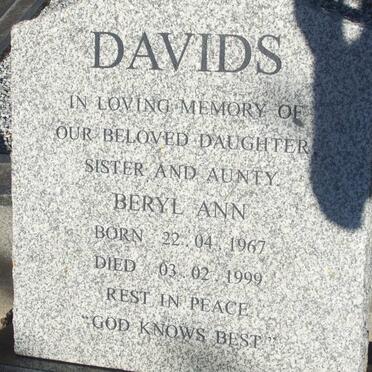 DAVIDS
IN LOVING MEMORY OF
OUR BELOVED DAUGHTER,
SISTER AND AUNTY.
BERYL ANN
BORN 22.04.1967
DIED 03.02.1999
REST IN PEACE
"GOD KNOWS BEST"